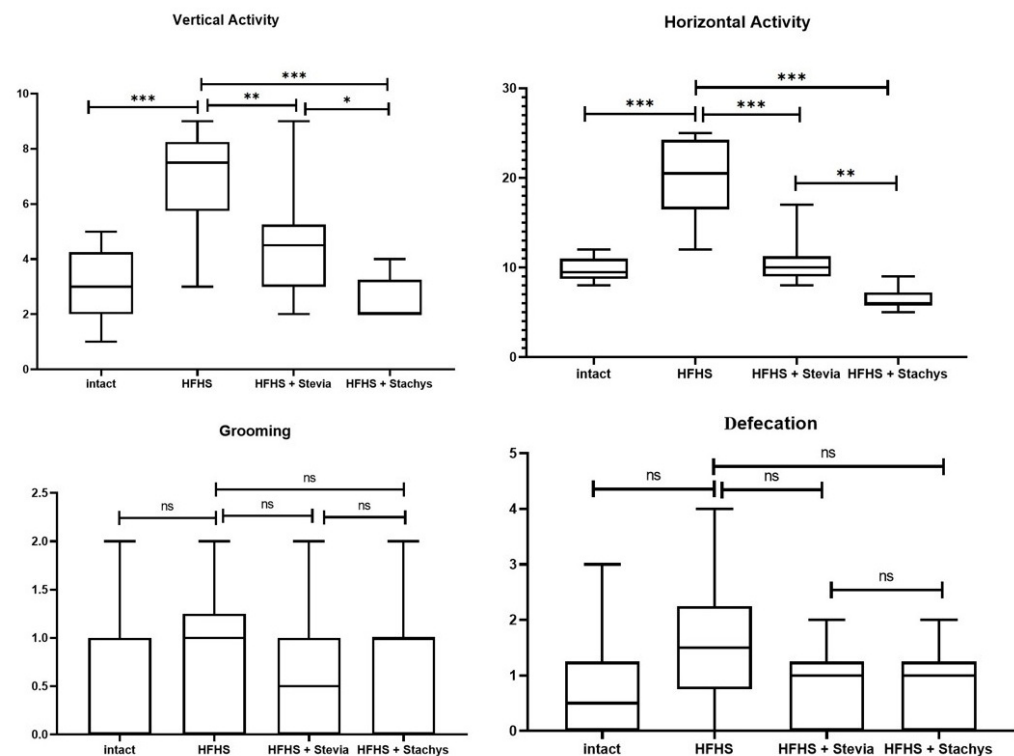 Vertical Activity
*** 
*** ** *
10
8
6
4
2
0
intact HFHS HFHS + Stevia HFHS + Stachys
Horizontal Activity
***
*** ***
**
30
20
10
0
intact HFHS HFHS + Stevia HFHS + Stachys
Grooming
ns
ns ns ns
2.5
2.0
1.5
1.0
0.5
0.0
intact HFHS HFHS + Stevia HFHS + Stachys
Defecation
ns
ns ns
ns
5
4
3
2
1
0
intact HFHS HFHS + Stevia HFHS + Stachys